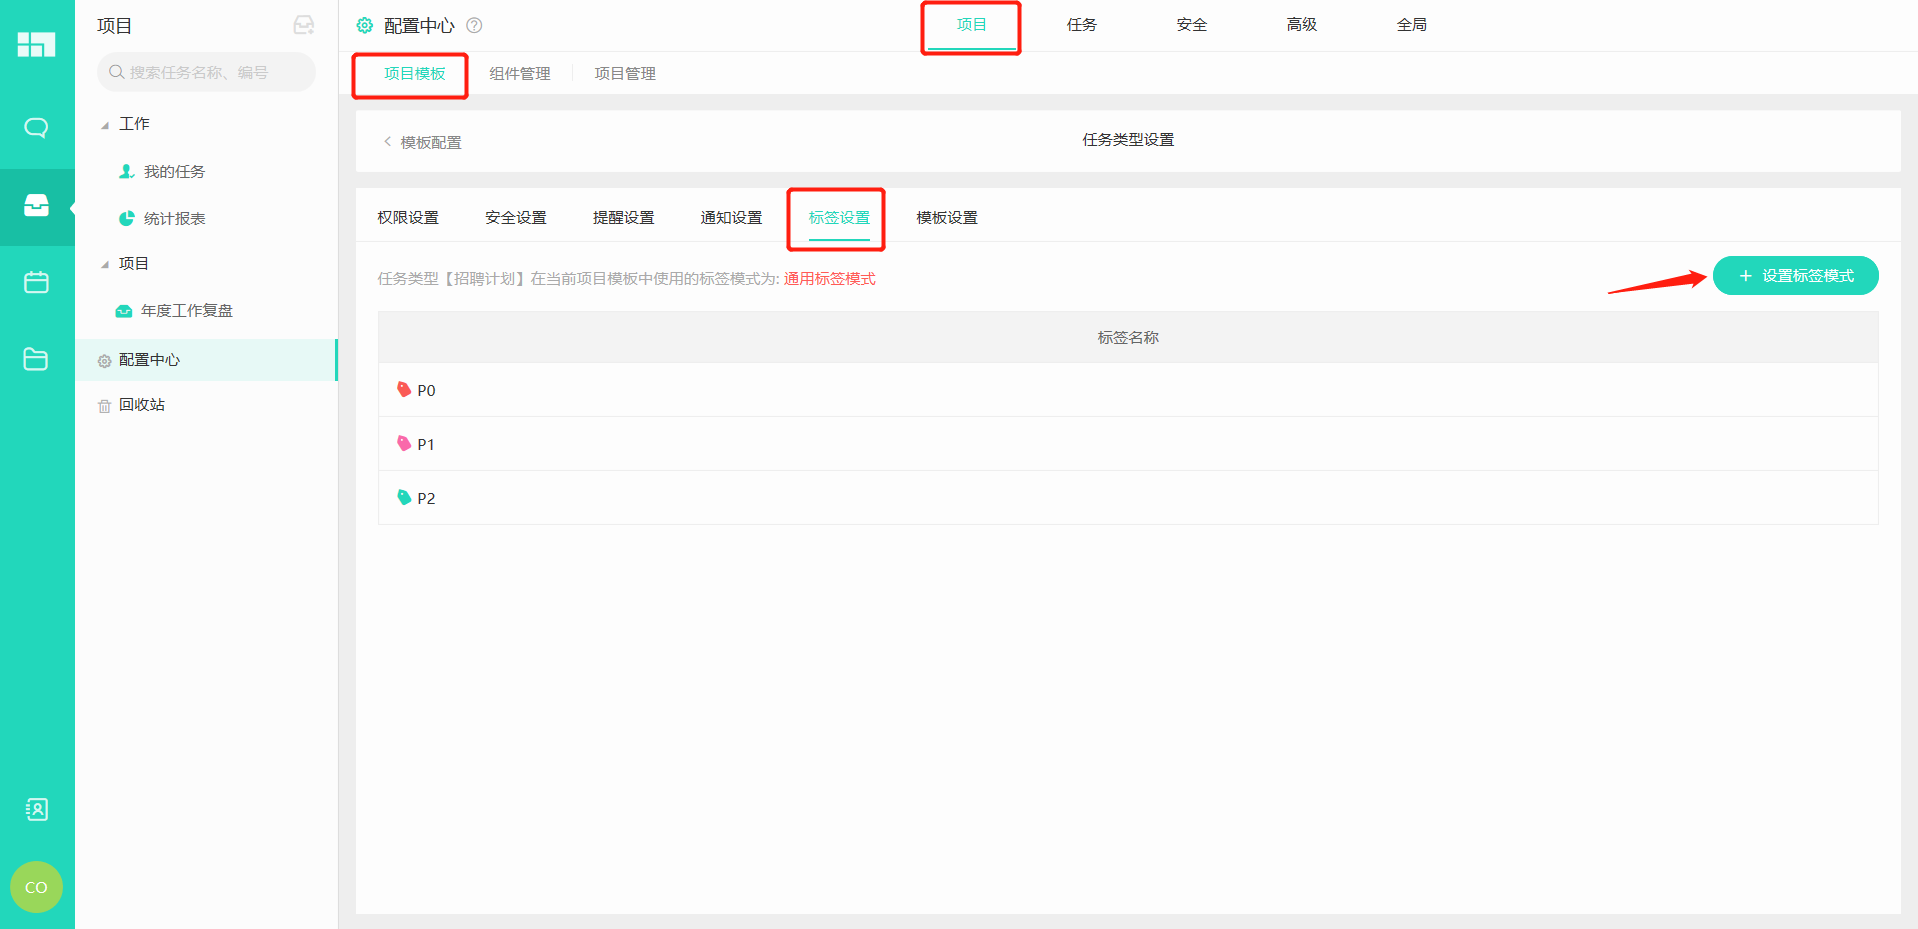 项目
搜索任务名称、编号
工作
我的任务
统计报表
项目
年度工作复盘
配置中心
回收站
CO
配置中心 ?
项目 任务 安全 高级 全局
项目模板 组件管理 项目管理
模板配置
任务类型设置
权限设置 安全设置 提醒设置 通知设置 标签设置 模板设置
任务类型【招聘计划】在当前项目模板中使用的标签模式为: 通用标签模式
+ 设置标签模式
标签名称
P0
P1
P2